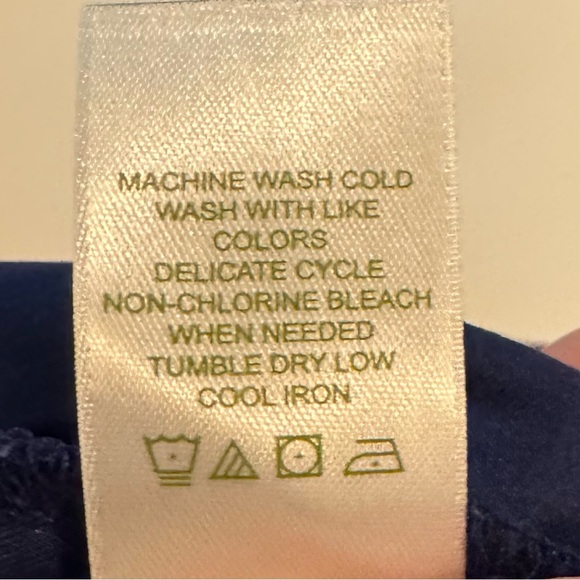 MACHINE WASH COLD
WASH WITH LIKE
COLORS
DELICATE CYCLE
NON-CHLORINE BLEACH
WHEN NEEDED
TUMBLE DRY LOW
COOL IRON